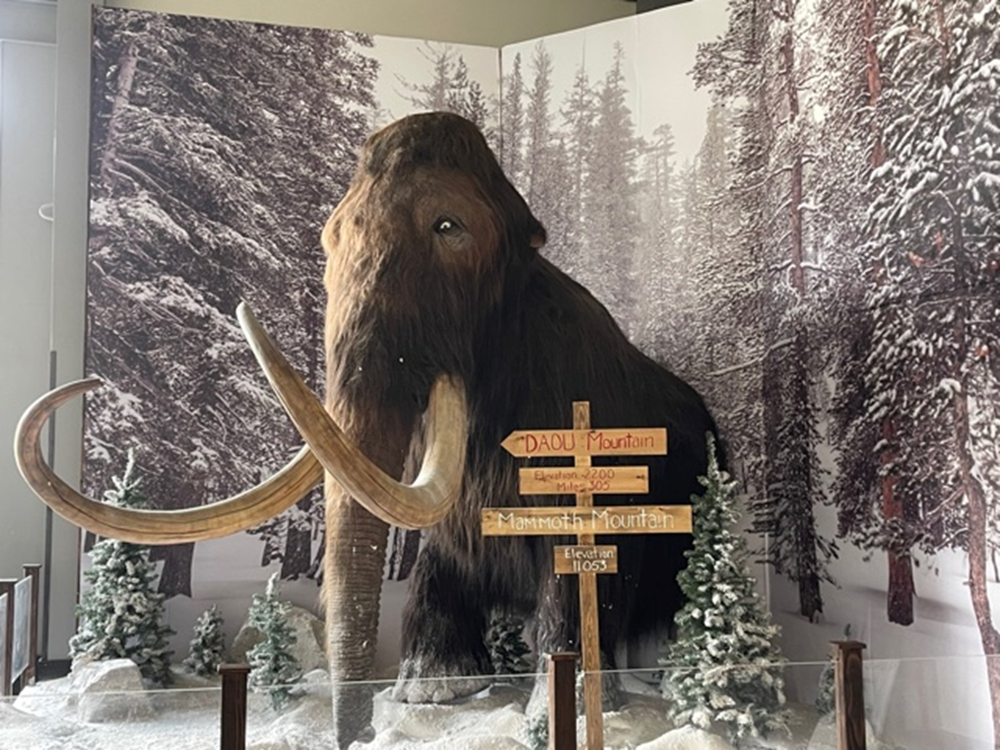 DAOU Mountain
Elevation 2200
Miles 305
Mammoth Mountain
Elevation
11053